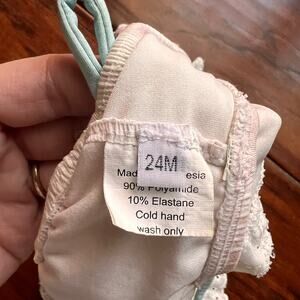 24M
Mad esia
90% Polyamide
10% Elastane
Cold hand
wash only